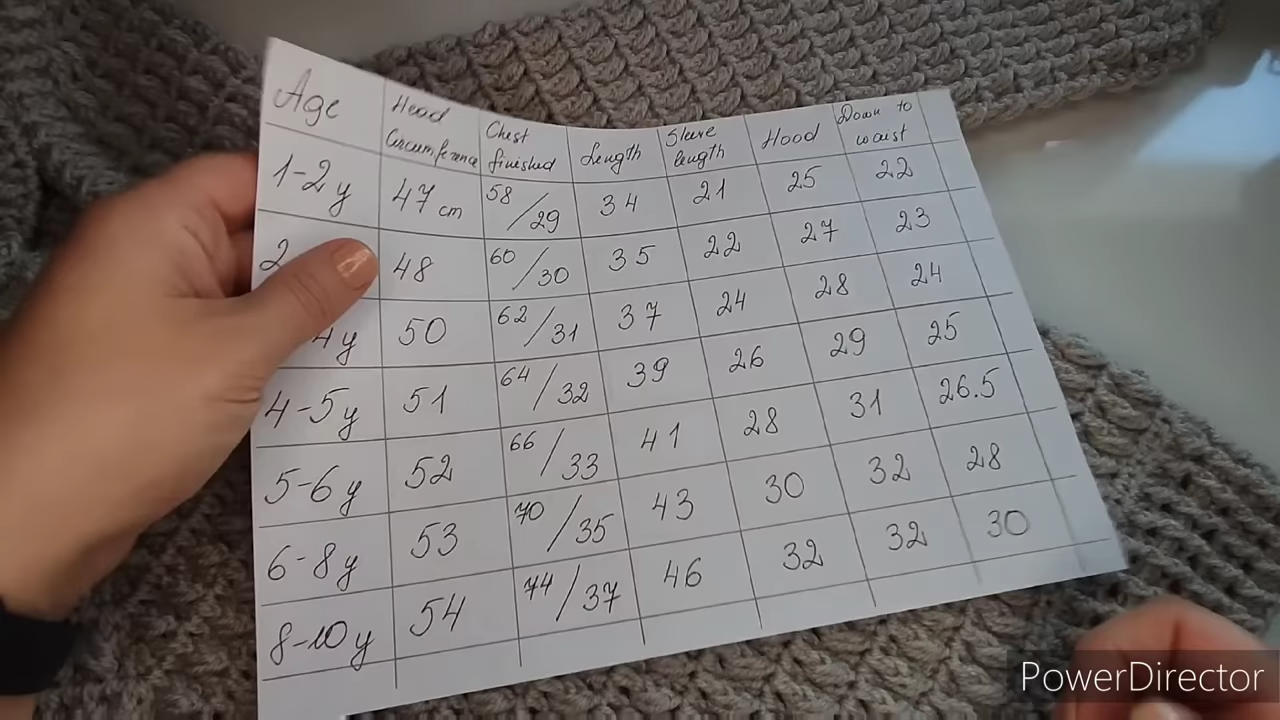 Age Head Circumference Chest finished Length Sleeve length Hood Down to waist
1-2y 47 cm 58/29 34 21 25 22
2 48 60/30 35 22 27 23
4y 50 62/31 37 24 28 24
4-5y 51 64/32 39 26 29 25
5-6y 52 66/33 41 28 31 26.5
6-8y 53 70/35 43 30 32 28
8-10y 54 74/37 46 32 32 30
PowerDirector